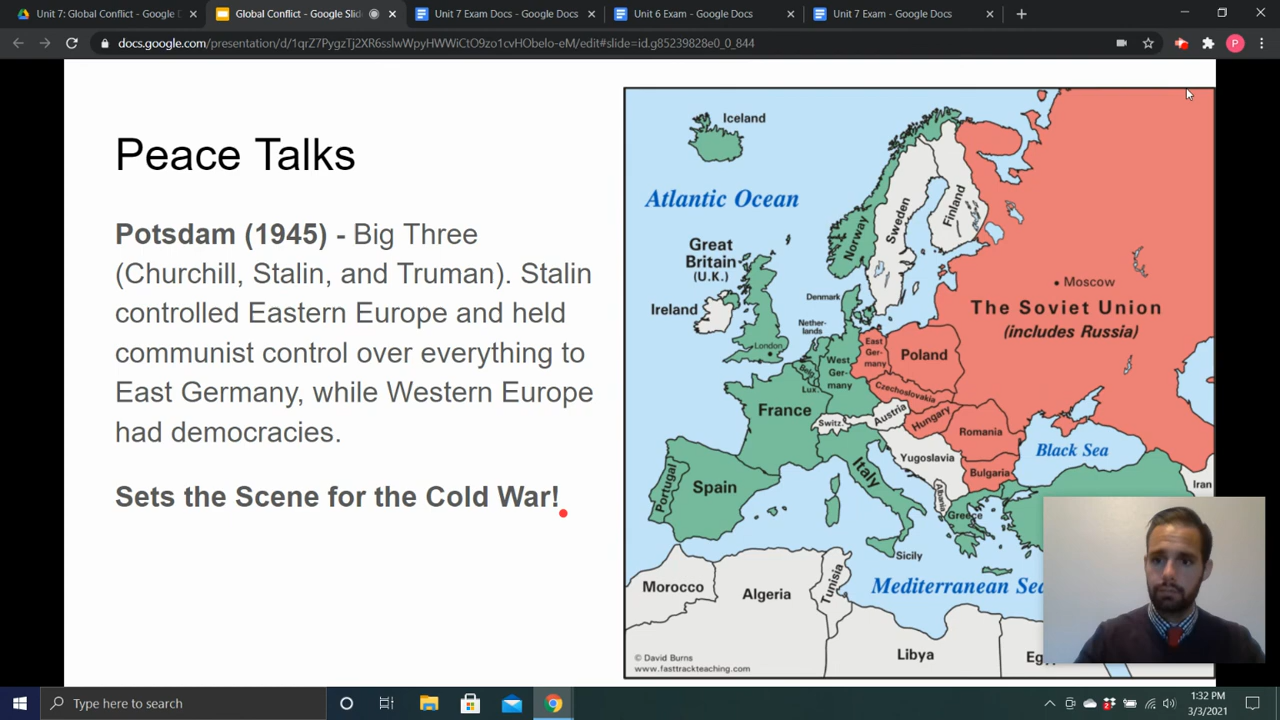 Unit 7: Global Conflict - Google D
Global Conflict - Google Slid
Unit 7 Exam Docs - Google Docs
Unit 6 Exam - Google Docs
Unit 7 Exam - Google Docs
docs.google.com/presentation/d/1qrZ7PygzTj2XR6sslwWpyHWWiCtO9zo1cvHObelo-eM/edit#slide=id.g85239828e0_0_844
P
Peace Talks
Potsdam (1945) - Big Three
(Churchill, Stalin, and Truman). Stalin
controlled Eastern Europe and held
communist control over everything to
East Germany, while Western Europe
had democracies.
Sets the Scene for the Cold War!
Iceland
Atlantic Ocean
Norway
Sweden
Finland
Great
Britain
(U.K.)
Ireland
Moscow
The Soviet Union
(includes Russia)
Denmark
Nether-
lands
London
East
Ger-
many
Poland
West
Ger-
many
Belg.
Lux.
Czechoslovakia
France
Switz.
Austria
Hungary
Romania
Black Sea
Yugoslavia
Bulgaria
Italy
Portugal
Spain
Albania
Greece
Iran
Sicily
Mediterranean Sea
Morocco
Algeria
Tunisia
Libya
Eg
© David Burns
www.fasttrackteaching.com
Type here to search
1:32 PM
3/3/2021